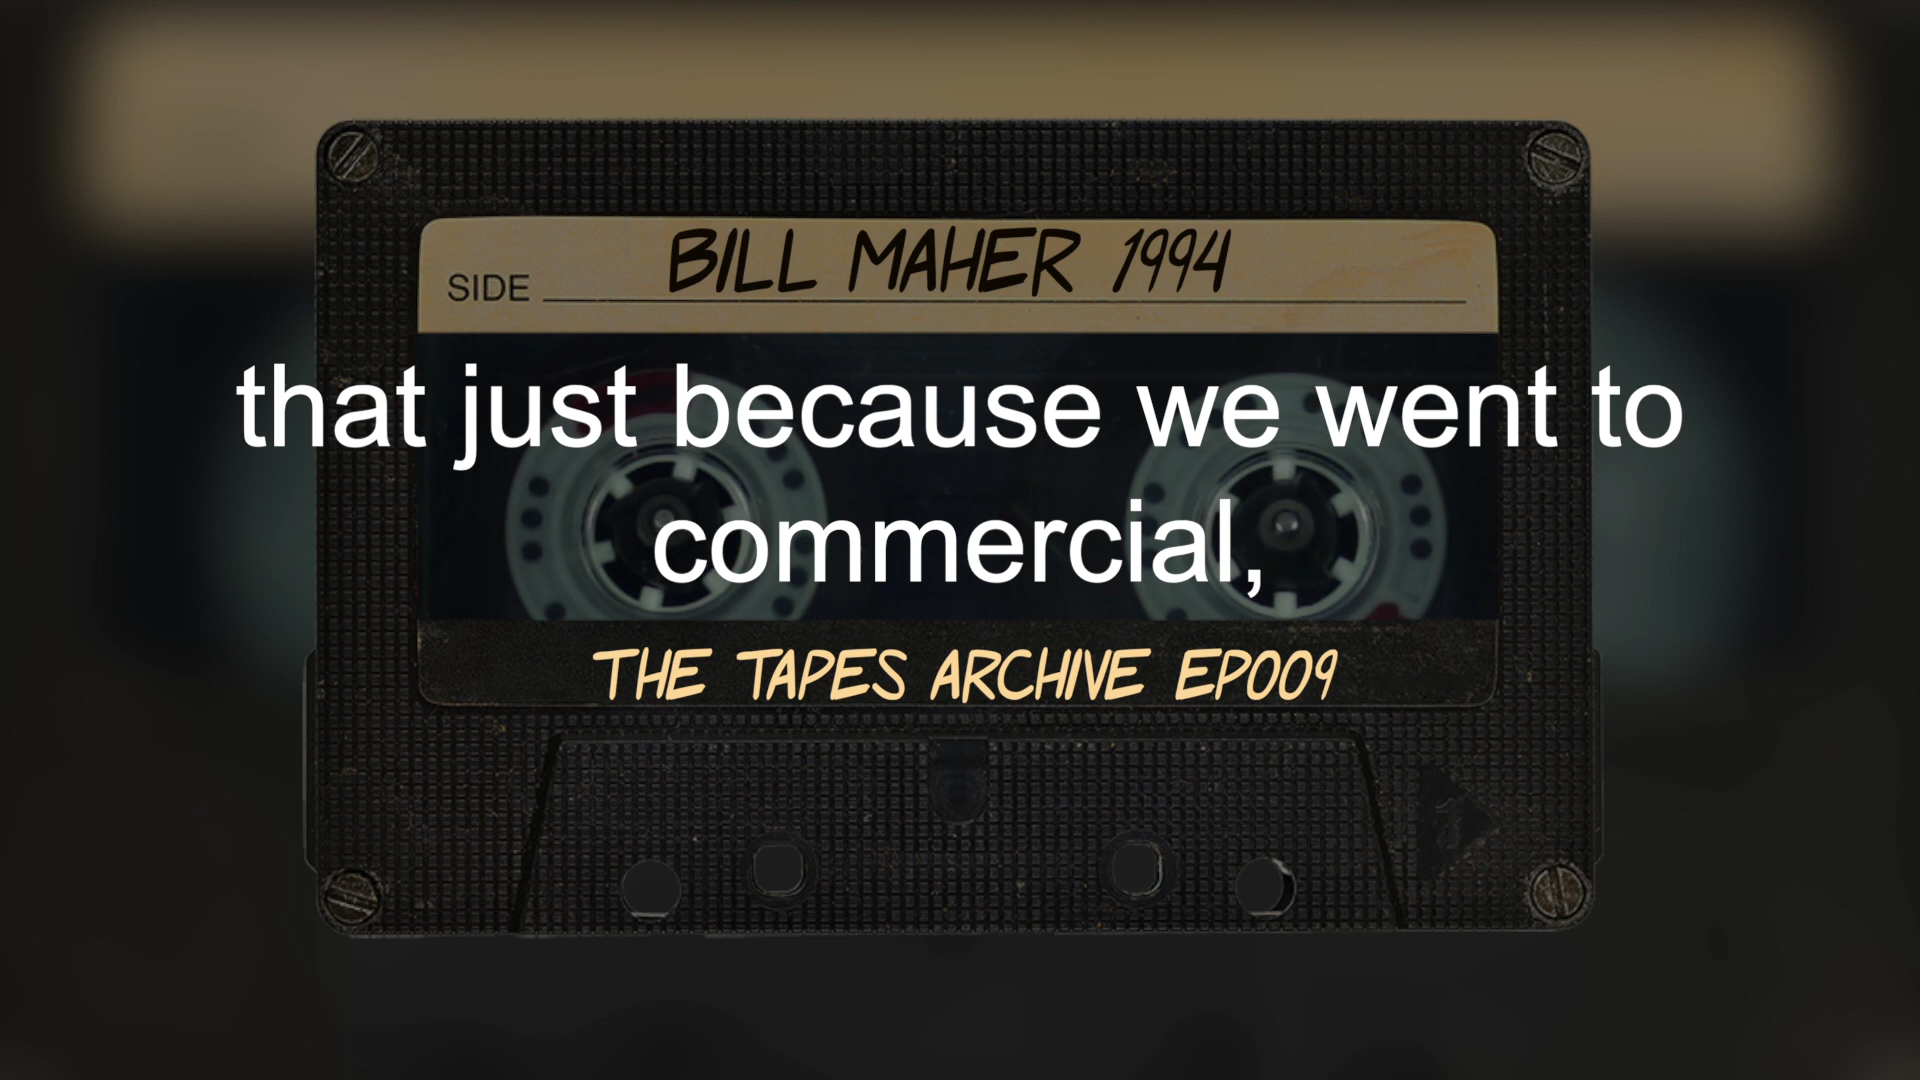 BILL MAHER 1994
SIDE
that just because we went to
commercial,
THE TAPES ARCHIVE EP009